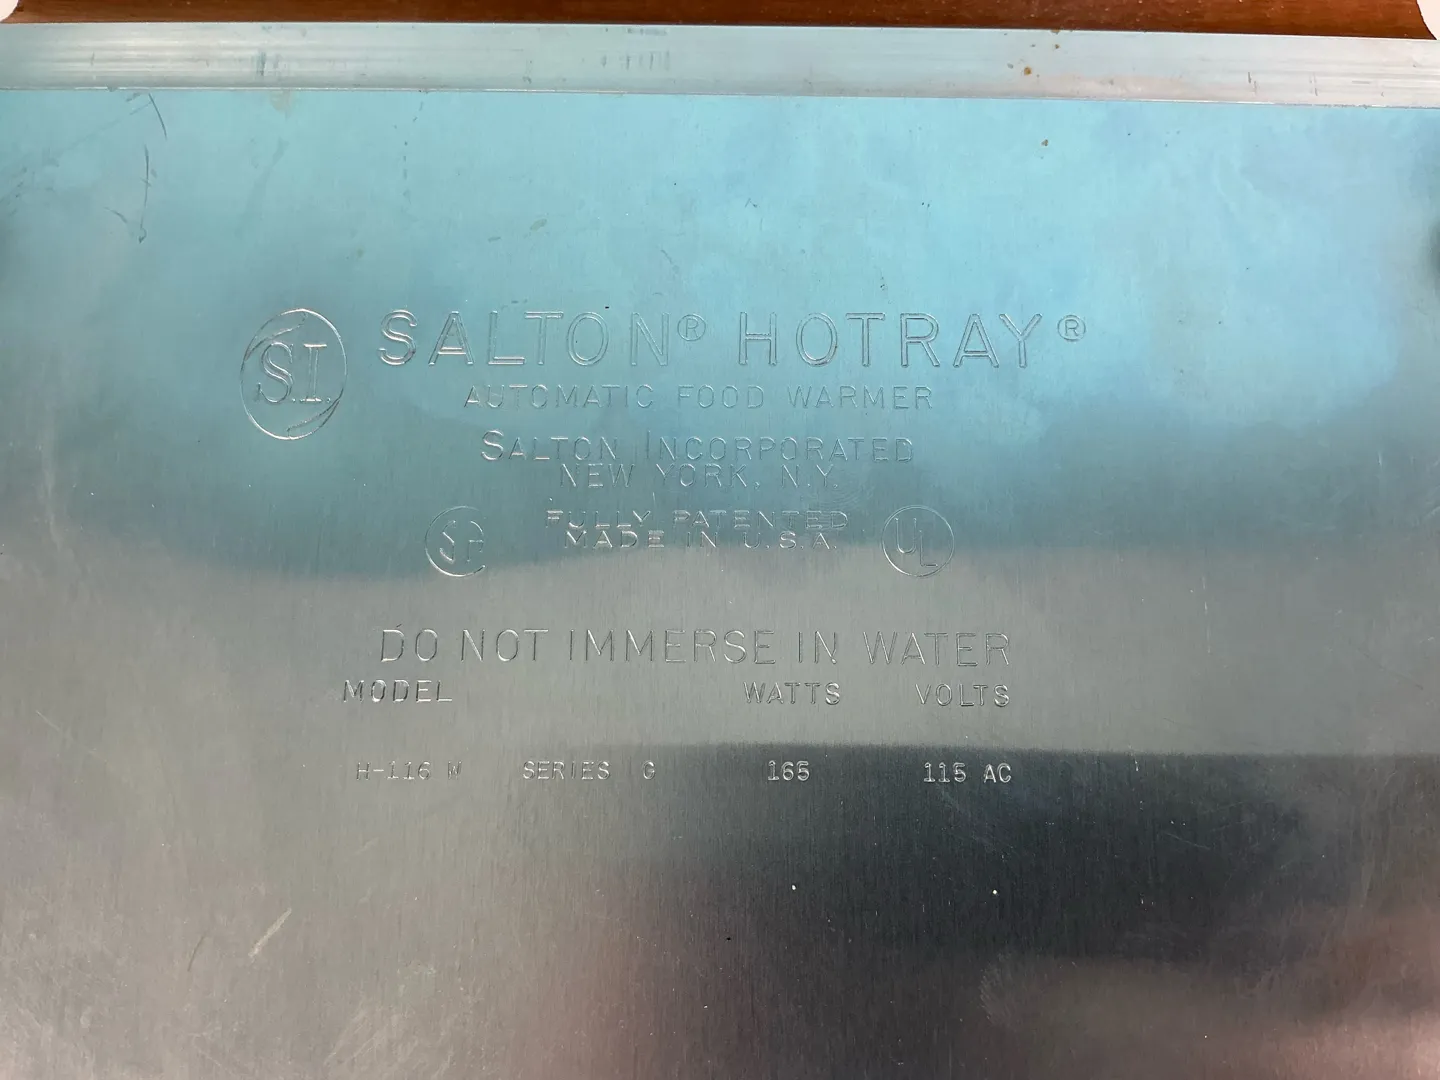 S.I. SALTON® HOTRAY®
AUTOMATIC FOOD WARMER
SALTON INCORPORATED
NEW YORK, N.Y.
FULLY PATENTED
MADE IN U.S.A.
SA UL
DO NOT IMMERSE IN WATER
MODEL WATTS VOLTS
H-116 W SERIES G 165 115 AC